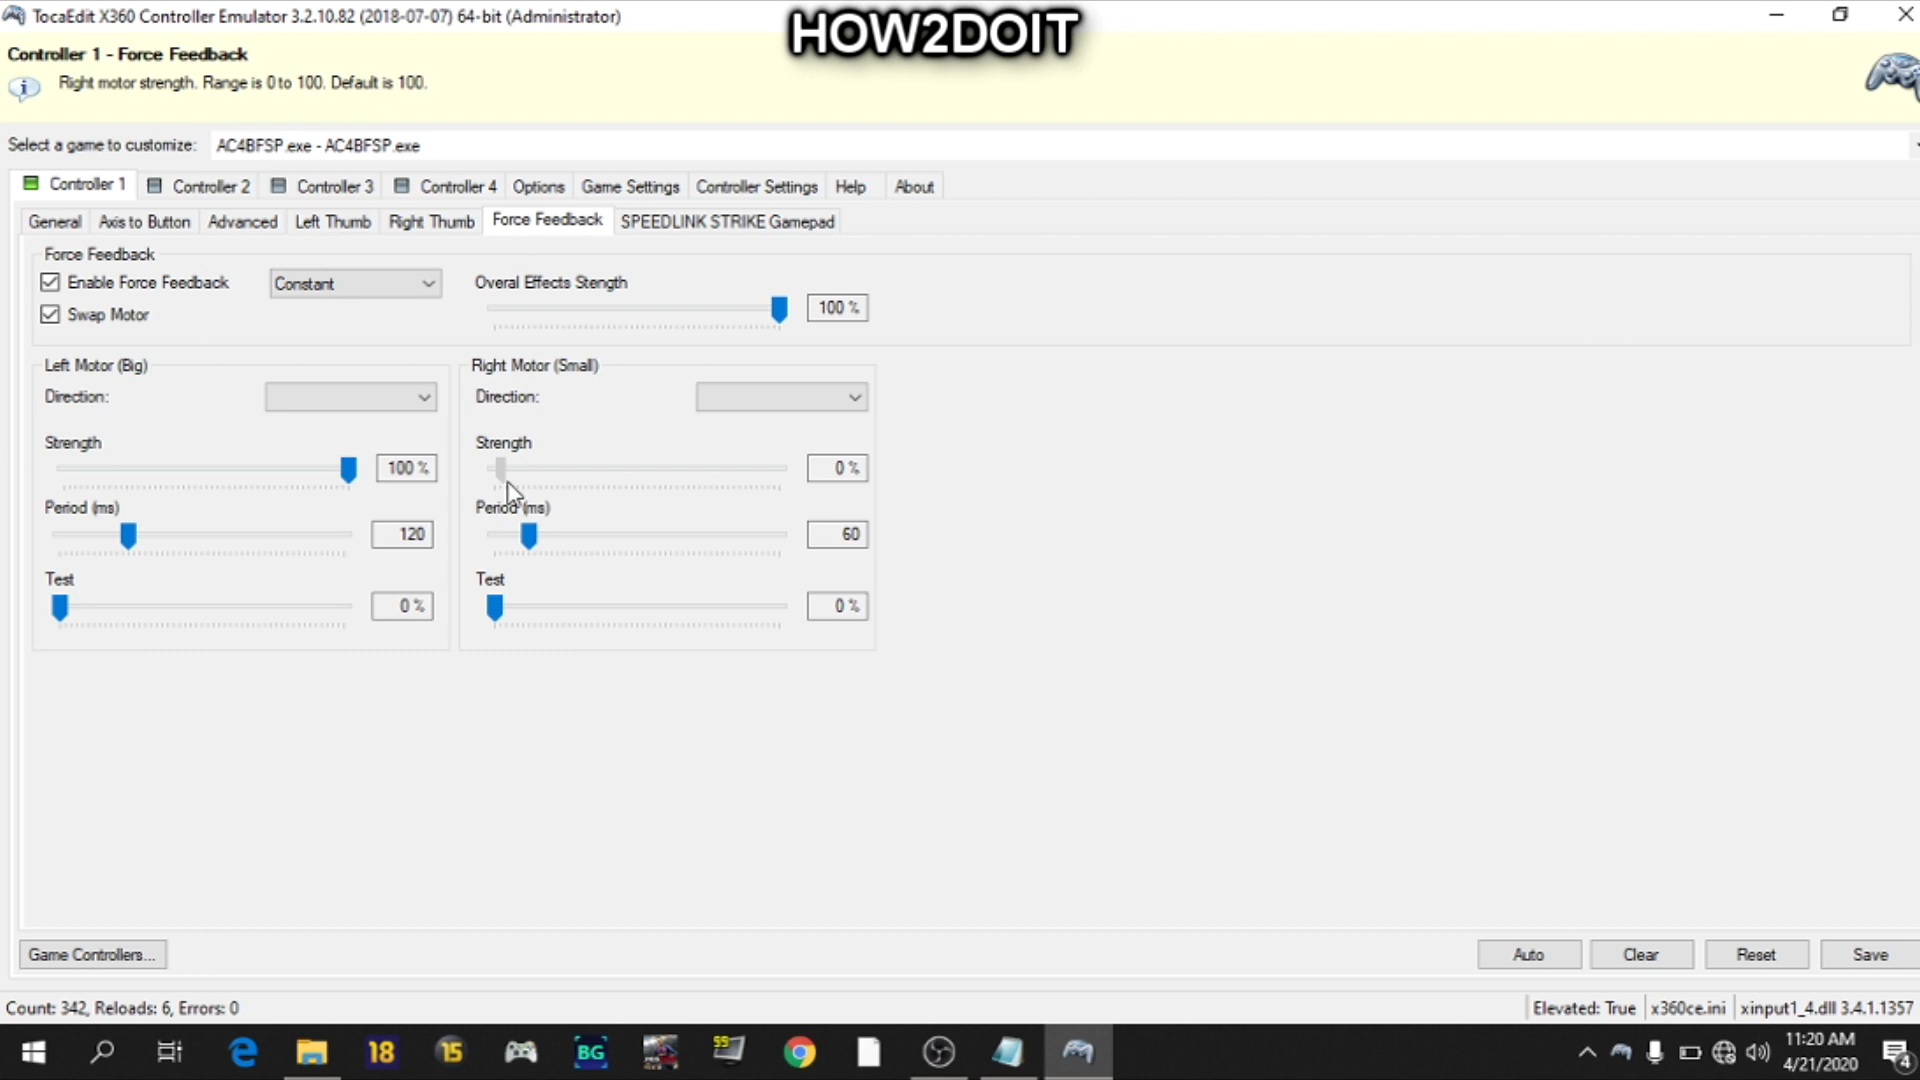 TocaEdit X360 Controller Emulator 3.2.10.82 (2018-07-07) 64-bit (Administrator)
HOW2DOIT
Controller 1 - Force Feedback
Right motor strength. Range is 0 to 100. Default is 100.
Select a game to customize: AC4BFSP.exe - AC4BFSP.exe
Controller 1 Controller 2 Controller 3 Controller 4 Options Game Settings Controller Settings Help About
General Axis to Button Advanced Left Thumb Right Thumb Force Feedback SPEEDLINK STRIKE Gamepad
Force Feedback
Enable Force Feedback Constant Overal Effects Stength
Swap Motor 100 %
Left Motor (Big) Right Motor (Small)
Direction: Direction:
Strength Strength
100 % 0 %
Period (ms) Period (ms)
120 60
Test Test
0 % 0 %
Game Controllers... Auto Clear Reset Save
Count: 342, Reloads: 6, Errors: 0 Elevated: True x360ce.ini xinput1_4.dll 3.4.1.1357
18 15 BG 99 11:20 AM
4/21/2020 4